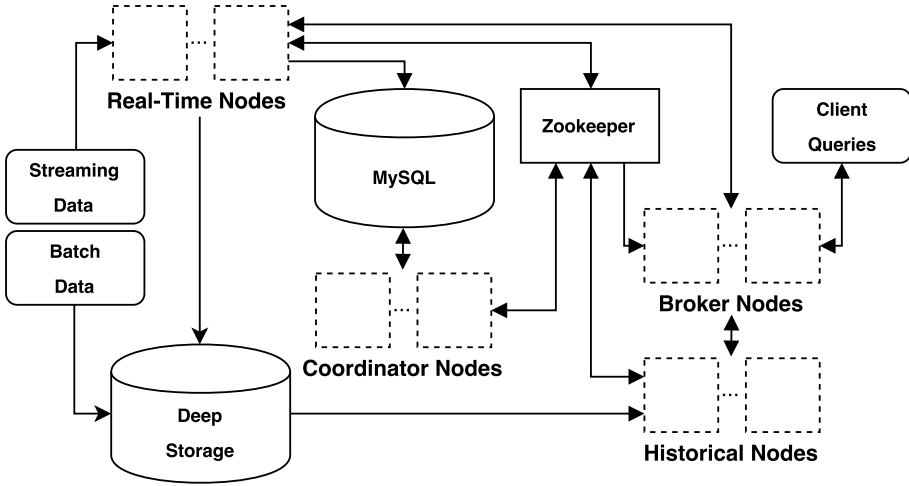 Real-Time Nodes
Streaming
Data
Batch
Data
MySQL
Zookeeper
Client
Queries
Broker Nodes
Coordinator Nodes
Deep
Storage
Historical Nodes